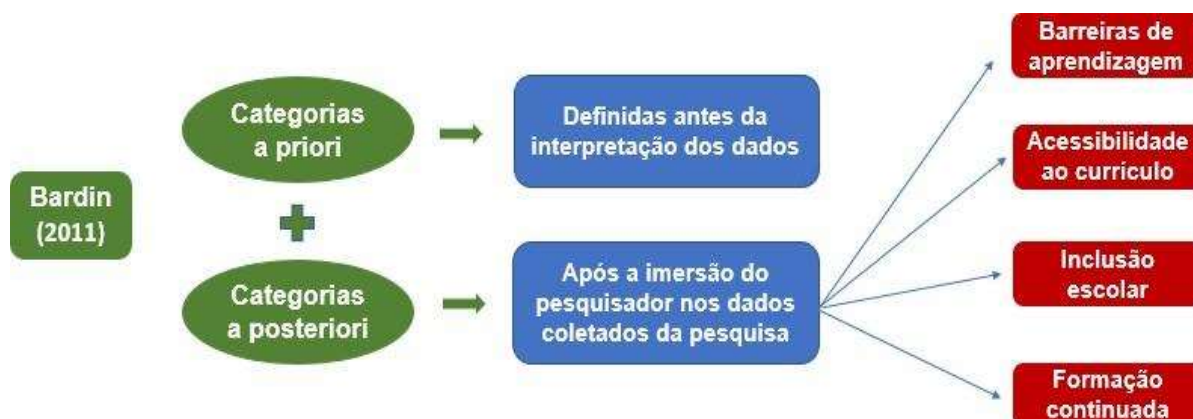 Bardin
(2011)
Categorias
a priori
Definidas antes da
interpretação dos dados
Categorias
a posteriori
Após a imersão do
pesquisador nos dados
coletados da pesquisa
Barreiras de
aprendizagem
Acessibilidade
ao currículo
Inclusão
escolar
Formação
continuada